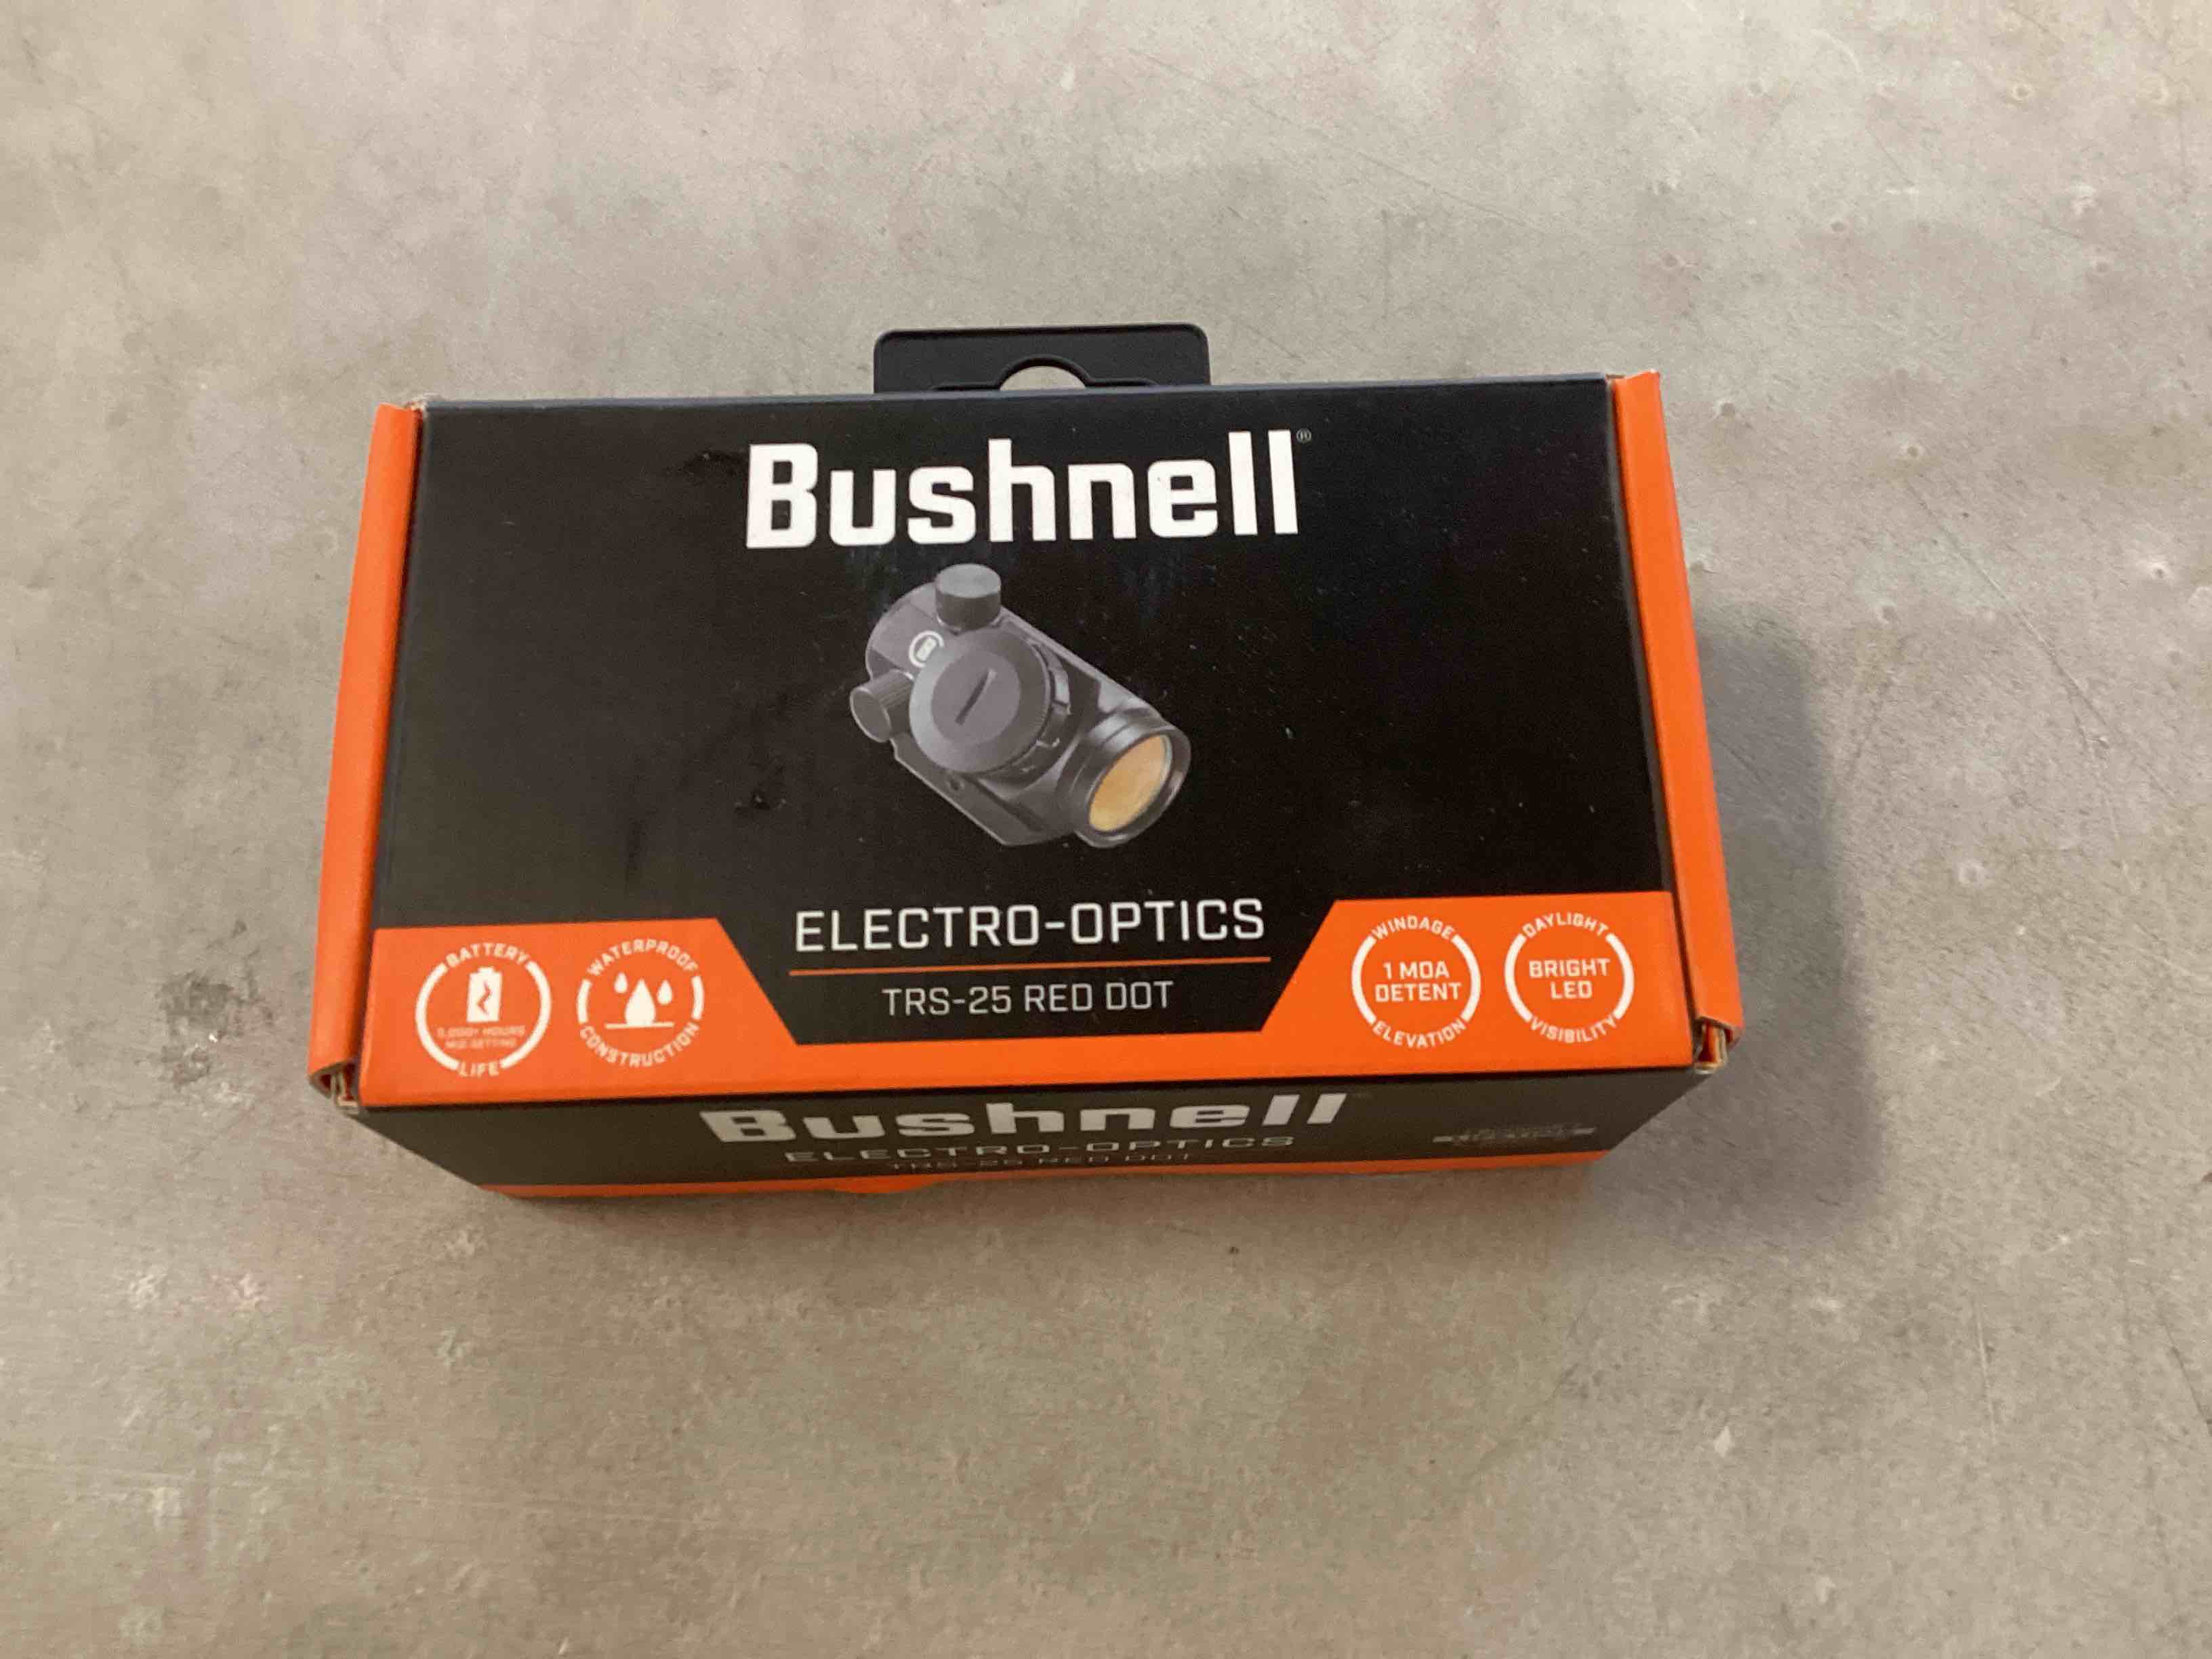 Bushnell®
ELECTRO-OPTICS
TRS-25 RED DOT
BATTERY
LIFE
WATERPROOF
CONSTRUCTION
WINDAGE
1 MOA
DETENT
ELEVATION
DAYLIGHT
BRIGHT
LED
VISIBILITY
Bushnell
ELECTRO-OPTICS
TRS-25 RED DOT